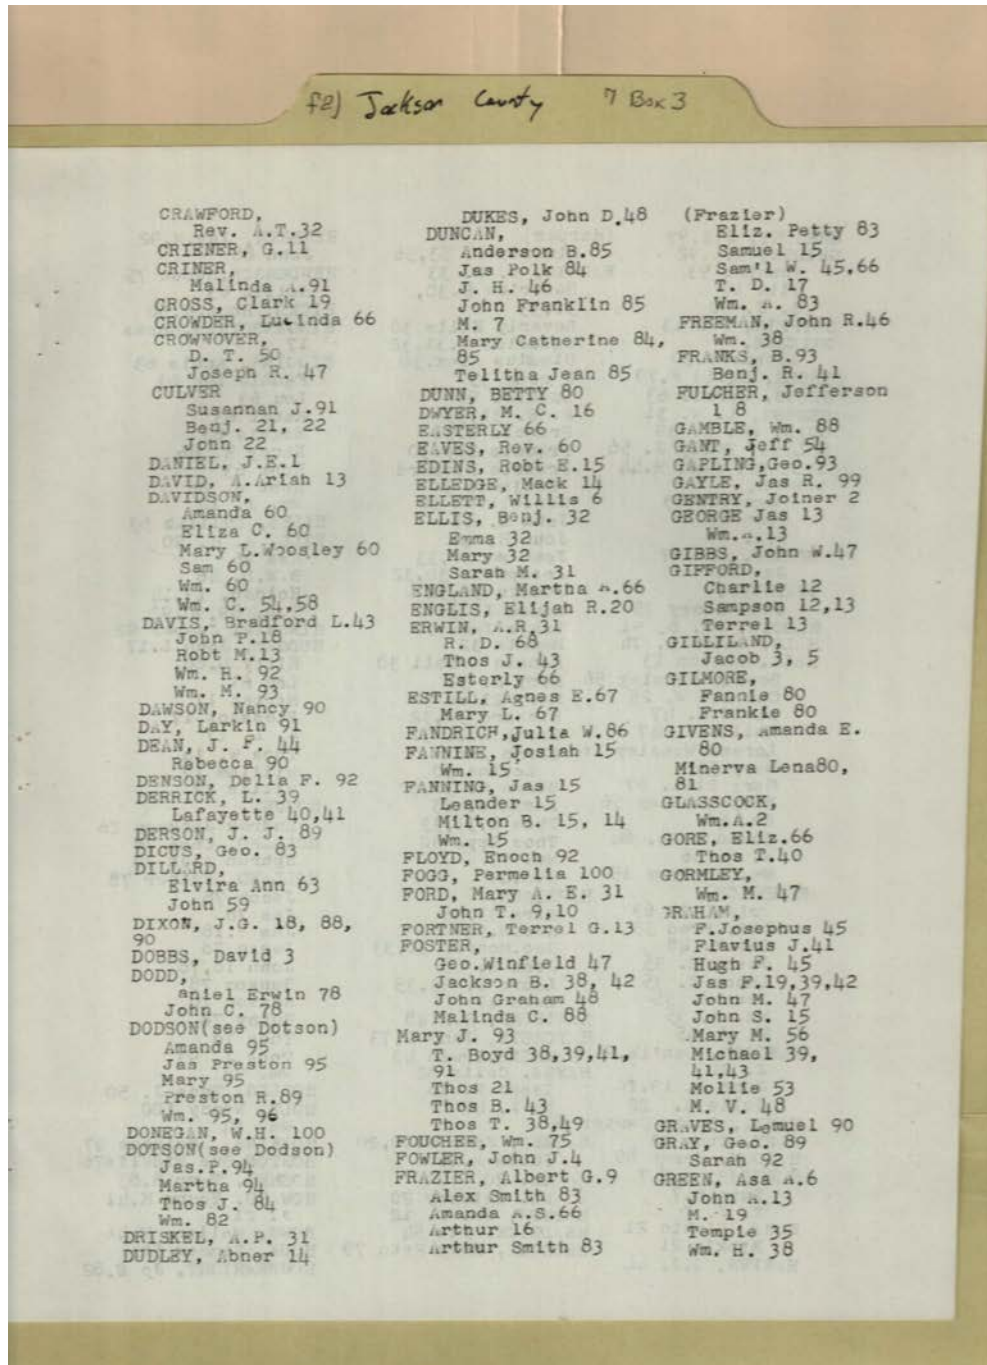 f2) Jackson County 7 Box 3
CRAWFORD,
Rev. A.T.32
CRIENER, G.11
CRINER,
Malinda A.91
CROSS, Clark 19
CROWDER, Lucinda 66
CROWNOVER,
D. T. 50
Joseph R. 47
CULVER
Susannan J.91
Benj. 21, 22
John 22
DANIEL, J.E.1
DAVID, A.Ariah 13
DAVIDSON,
Amanda 60
Eliza C. 60
Mary L.Woosley 60
Sam 60
Wm. 60
Wm. C. 54,58
DAVIS, Bradford L.43
John P.18
Robt M.13
Wm. H. 92
Wm. M. 93
DAWSON, Nancy 90
DAY, Larkin 91
DEAN, J. F. 44
Rebecca 90
DENSON, Delia F. 92
DERRICK, L. 39
Lafayette 40,41
DERSON, J. J. 89
DICUS, Geo. 83
DILLARD,
Elvira Ann 63
John 59
DIXON, J.G. 18, 88,
90
DOBBS, David 3
DODD,
aniel Erwin 78
John C. 78
DODSON(see Dotson)
Amanda 95
Jas Preston 95
Mary 95
Preston R.89
Wm. 95, 96
DONEGAN, W.H. 100
DOTSON(see Dodson)
Jas.P.94
Martha 94
Thos J. 84
Wm. 82
DRISKEL, A.P. 31
DUDLEY, Abner 14
DUKES, John D.48
DUNCAN,
Anderson B.85
Jas Polk 84
J. H. 46
John Franklin 85
M. 7
Mary Catherine 84,
85
Telitha Jean 85
DUNN, BETTY 80
DWYER, M. C. 16
EASTERLY 66
EAVES, Rev. 60
EDINS, Robt E.15
ELLEDGE, Mack 14
ELLETT, Willis 6
ELLIS, Benj. 32
Emma 32
Mary 32
Sarah M. 31
ENGLAND, Martha A.66
ENGLIS, Elijah R.20
ERWIN, A.R.31
R. D. 68
Thos J. 43
Esterly 66
ESTILL, Agnes E.67
Mary L. 67
FANDRICH,Julia W.86
FANNINE, Josiah 15
Wm. 15
FANNING, Jas 15
Leander 15
Milton B. 15, 14
Wm. 15
FLOYD, Enoch 92
FOGG, Permelia 100
FORD, Mary A. E. 31
John T. 9,10
FORTNER, Terrel G.13
FOSTER,
Geo.Winfield 47
Jackson B. 38, 42
John Graham 48
Malinda C. 88
Mary J. 93
T. Boyd 38,39,41,
91
Thos 21
Thos B. 43
Thos T. 38,49
FOUCHEE, Wm. 75
FOWLER, John J.4
FRAZIER, Albert G.9
Alex Smith 83
Amanda A.S.66
Arthur 16
Arthur Smith 83
(Frazier)
Eliz. Petty 83
Samuel 15
Sam'l W. 45,66
T. D. 17
Wm. A. 83
FREEMAN, John R.46
Wm. 38
FRANKS, B.93
Benj. R. 41
FULCHER, Jefferson
1 8
GAMBLE, Wm. 88
GANT, Jeff 54
GAPLING,Geo.93
GAYLE, Jas R. 99
GENTRY, Joiner 2
GEORGE Jas 13
Wm.A.13
GIBBS, John W.47
GIFFORD,
Charlie 12
Sampson 12,13
Terrel 13
GILLILAND,
Jacob 3, 5
GILMORE,
Fannie 80
Frankie 80
GIVENS, Amanda E.
80
Minerva Lena80,
81
GLASSCOCK,
Wm.A.2
GORE, Eliz.66
Thos T.40
GORMLEY,
Wm. M. 47
GRAHAM,
F.Josephus 45
Flavius J.41
Hugh F. 45
Jas F.19,39,42
John M. 47
John S. 15
Mary M. 56
Michael 39,
41,43
Mollie 53
M. V. 48
GRAVES, Lemuel 90
GRAY, Geo. 89
Sarah 92
GREEN, Asa A.6
John A.13
M. 19
Temple 35
Wm. H. 38